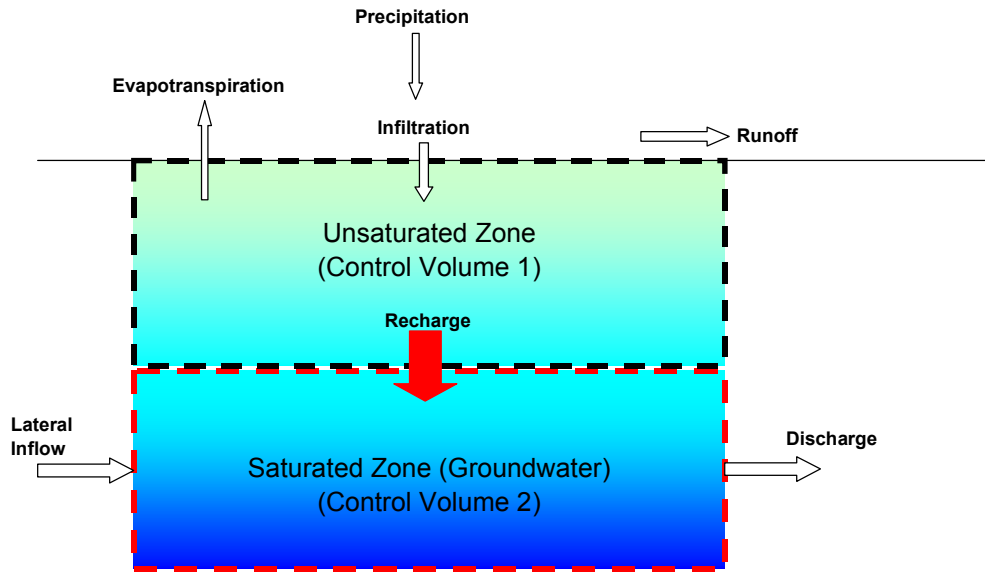 Precipitation
Evapotranspiration
Infiltration
Runoff
Unsaturated Zone
(Control Volume 1)
Recharge
Lateral
Inflow
Discharge
Saturated Zone (Groundwater)
(Control Volume 2)